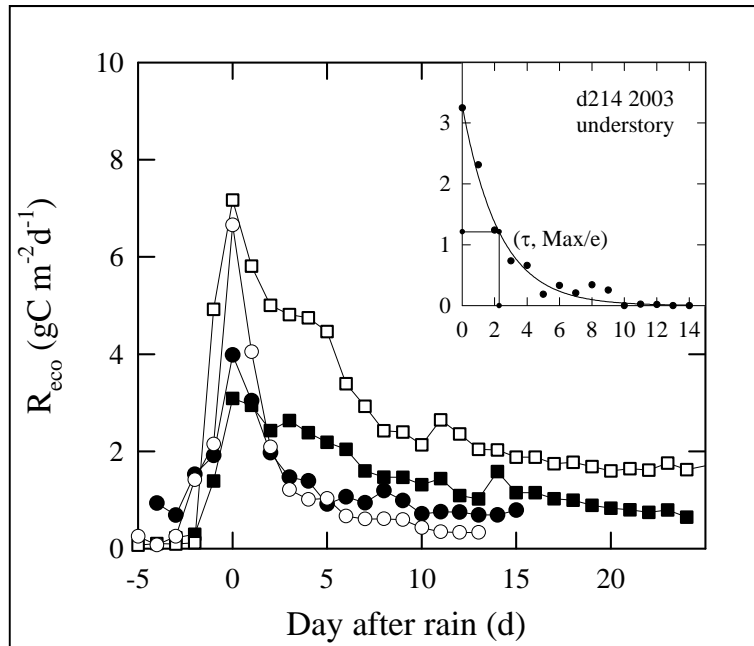 10
8
6
4
2
0
R_eco (gC m⁻²d⁻¹)
-5 0 5 10 15 20
Day after rain (d)
d214 2003
understory
3
2
1
0
(τ, Max/e)
0 2 4 6 8 10 12 14